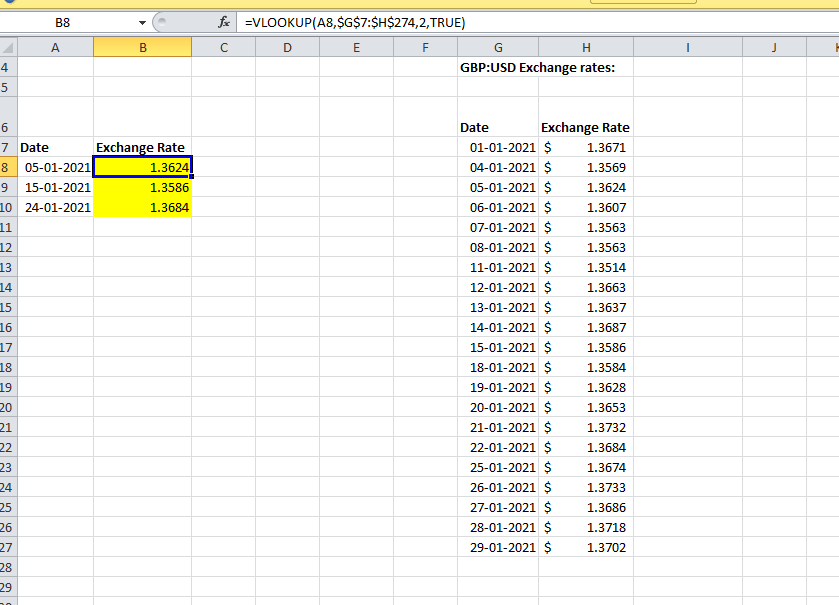 B8 fx =VLOOKUP(A8,$G$7:$H$274,2,TRUE)
A B C D E F G H I J
4 GBP:USD Exchange rates:
5
6 Date Exchange Rate
7 Date Exchange Rate 01-01-2021 $ 1.3671
8 05-01-2021 1.3624 04-01-2021 $ 1.3569
9 15-01-2021 1.3586 05-01-2021 $ 1.3624
10 24-01-2021 1.3684 06-01-2021 $ 1.3607
11 07-01-2021 $ 1.3563
12 08-01-2021 $ 1.3563
13 11-01-2021 $ 1.3514
14 12-01-2021 $ 1.3663
15 13-01-2021 $ 1.3637
16 14-01-2021 $ 1.3687
17 15-01-2021 $ 1.3586
18 18-01-2021 $ 1.3584
19 19-01-2021 $ 1.3628
20 20-01-2021 $ 1.3653
21 21-01-2021 $ 1.3732
22 22-01-2021 $ 1.3684
23 25-01-2021 $ 1.3674
24 26-01-2021 $ 1.3733
25 27-01-2021 $ 1.3686
26 28-01-2021 $ 1.3718
27 29-01-2021 $ 1.3702
28
29